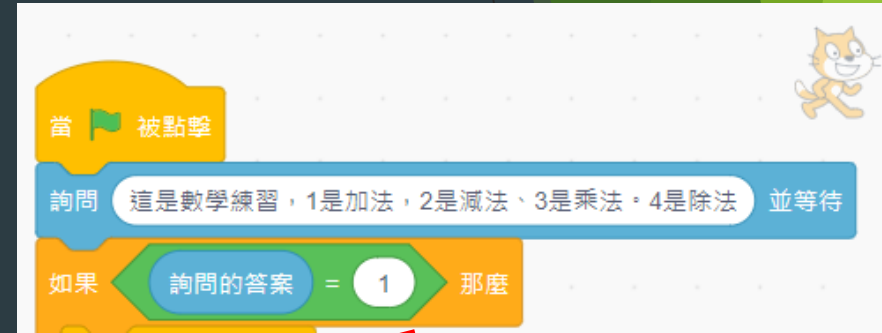 當 被點擊
詢問 這是數學練習，1是加法，2是減法、3是乘法。4是除法 並等待
如果 詢問的答案 = 1 那麼